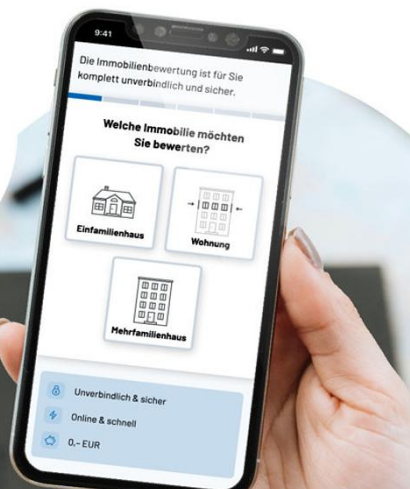 9:41
Die Immobilienbewertung ist für Sie
komplett unverbindlich und sicher.
Welche Immobilie möchten
Sie bewerten?
Einfamilienhaus
Wohnung
Mehrfamilienhaus
Unverbindlich & sicher
Online & schnell
0,- EUR